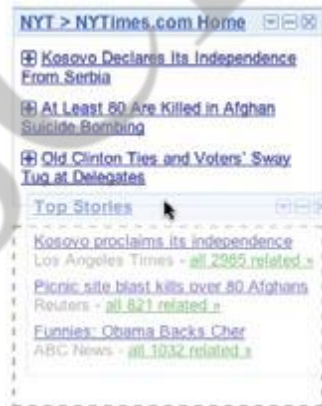 NYT > NYTimes.com Home
Kosovo Declares Its Independence
From Serbia
At Least 80 Are Killed in Afghan
Suicide Bombing
Old Clinton Ties and Voters' Sway
Tug at Delegates
Top Stories
Kosovo proclaims its independence
Los Angeles Times - all 2985 related »
Picnic site blast kills over 80 Afghans
Reuters - all 821 related »
Funnies: Obama Backs Cher
ABC News - all 1032 related »